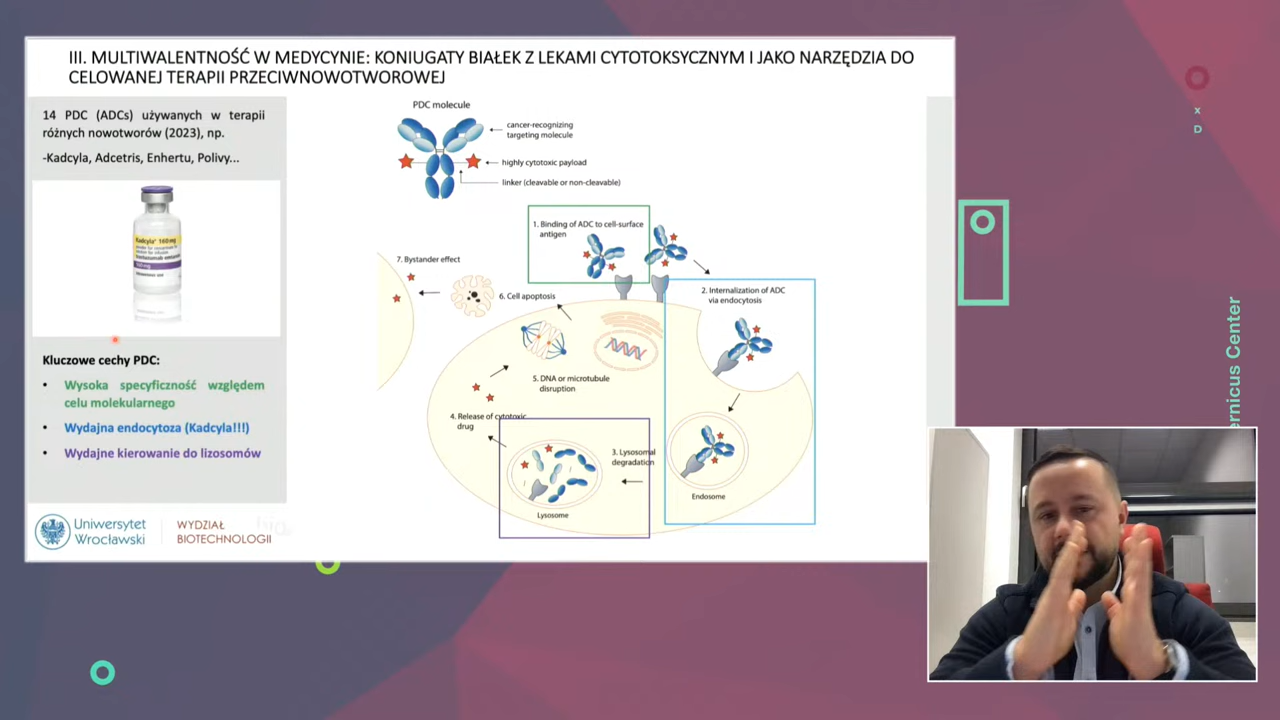 III. MULTIWALENTNOŚĆ W MEDYCYNIE: KONIUGATY BIAŁEK Z LEKAMI CYTOTOKSYCZNYM I JAKO NARZĘDZIA DO
CELOWANEJ TERAPII PRZECIWNOWOTWOROWEJ
14 PDC (ADCs) używanych w terapii
różnych nowotworów (2023), np.
-Kadcyla, Adcetris, Enhertu, Polivy...
Kadcyla® 160 mg
Kluczowe cechy PDC:
• Wysoka specyficzność względem
celu molekularnego
• Wydajna endocytoza (Kadcyla!!!)
• Wydajne kierowanie do lizosomów
Uniwersytet
Wrocławski
WYDZIAŁ
BIOTECHNOLOGII
PDC molecule
cancer-recognizing
targeting molecule
highly cytotoxic payload
linker (cleavable or non-cleavable)
1. Binding of ADC to cell-surface
antigen
2. Internalization of ADC
via endocytosis
7. Bystander effect
6. Cell apoptosis
5. DNA or microtubule
disruption
4. Release of cytotoxic
drug
3. Lysosomal
degradation
Endosome
Lysosome
x
D
ernicus Center